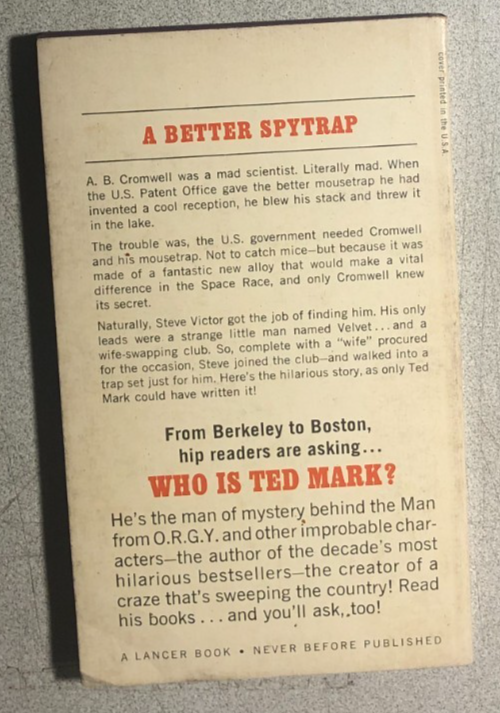 cover printed in the U.S.A.
A BETTER SPYTRAP
A. B. Cromwell was a mad scientist. Literally mad. When
the U.S. Patent Office gave the better mousetrap he had
invented a cool reception, he blew his stack and threw it
in the lake.
The trouble was, the U.S. government needed Cromwell
and his mousetrap. Not to catch mice—but because it was
made of a fantastic new alloy that would make a vital
difference in the Space Race, and only Cromwell knew
its secret.
Naturally, Steve Victor got the job of finding him. His only
leads were a strange little man named Velvet...and a
wife-swapping club. So, complete with a "wife" procured
for the occasion, Steve joined the club—and walked into a
trap set just for him. Here's the hilarious story, as only Ted
Mark could have written it!
From Berkeley to Boston,
hip readers are asking...
WHO IS TED MARK?
He's the man of mystery behind the Man
from O.R.G.Y. and other improbable char-
acters—the author of the decade's most
hilarious bestsellers—the creator of a
craze that's sweeping the country! Read
his books...and you'll ask, too!
A LANCER BOOK • NEVER BEFORE PUBLISHED